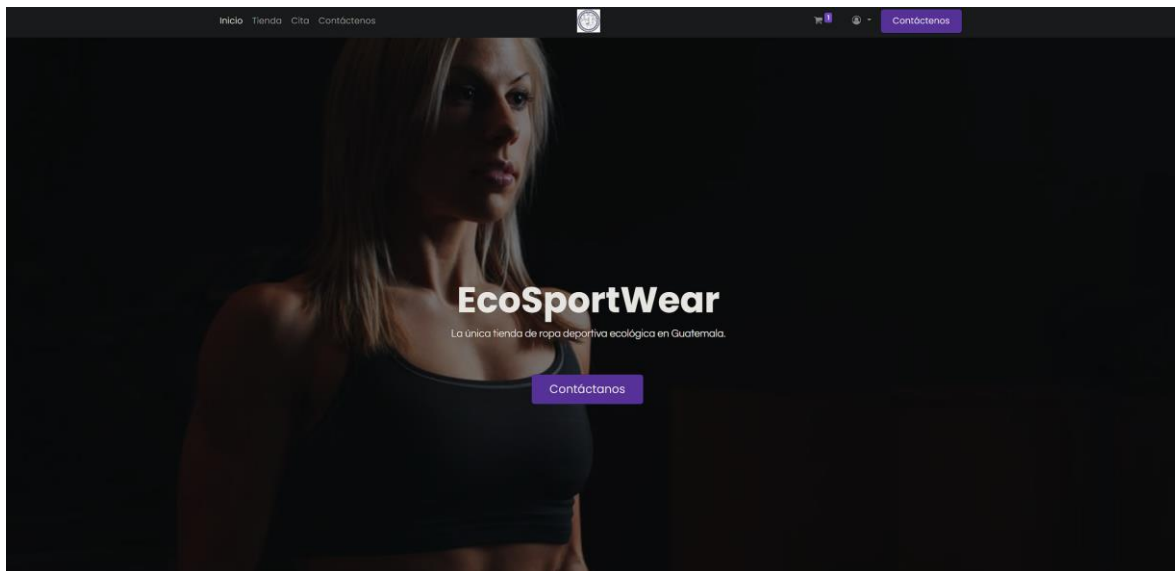 Inicio Tienda Cita Contáctenos 1 Contáctenos
EcoSportWear
La única tienda de ropa deportiva ecológica en Guatemala.
Contáctanos